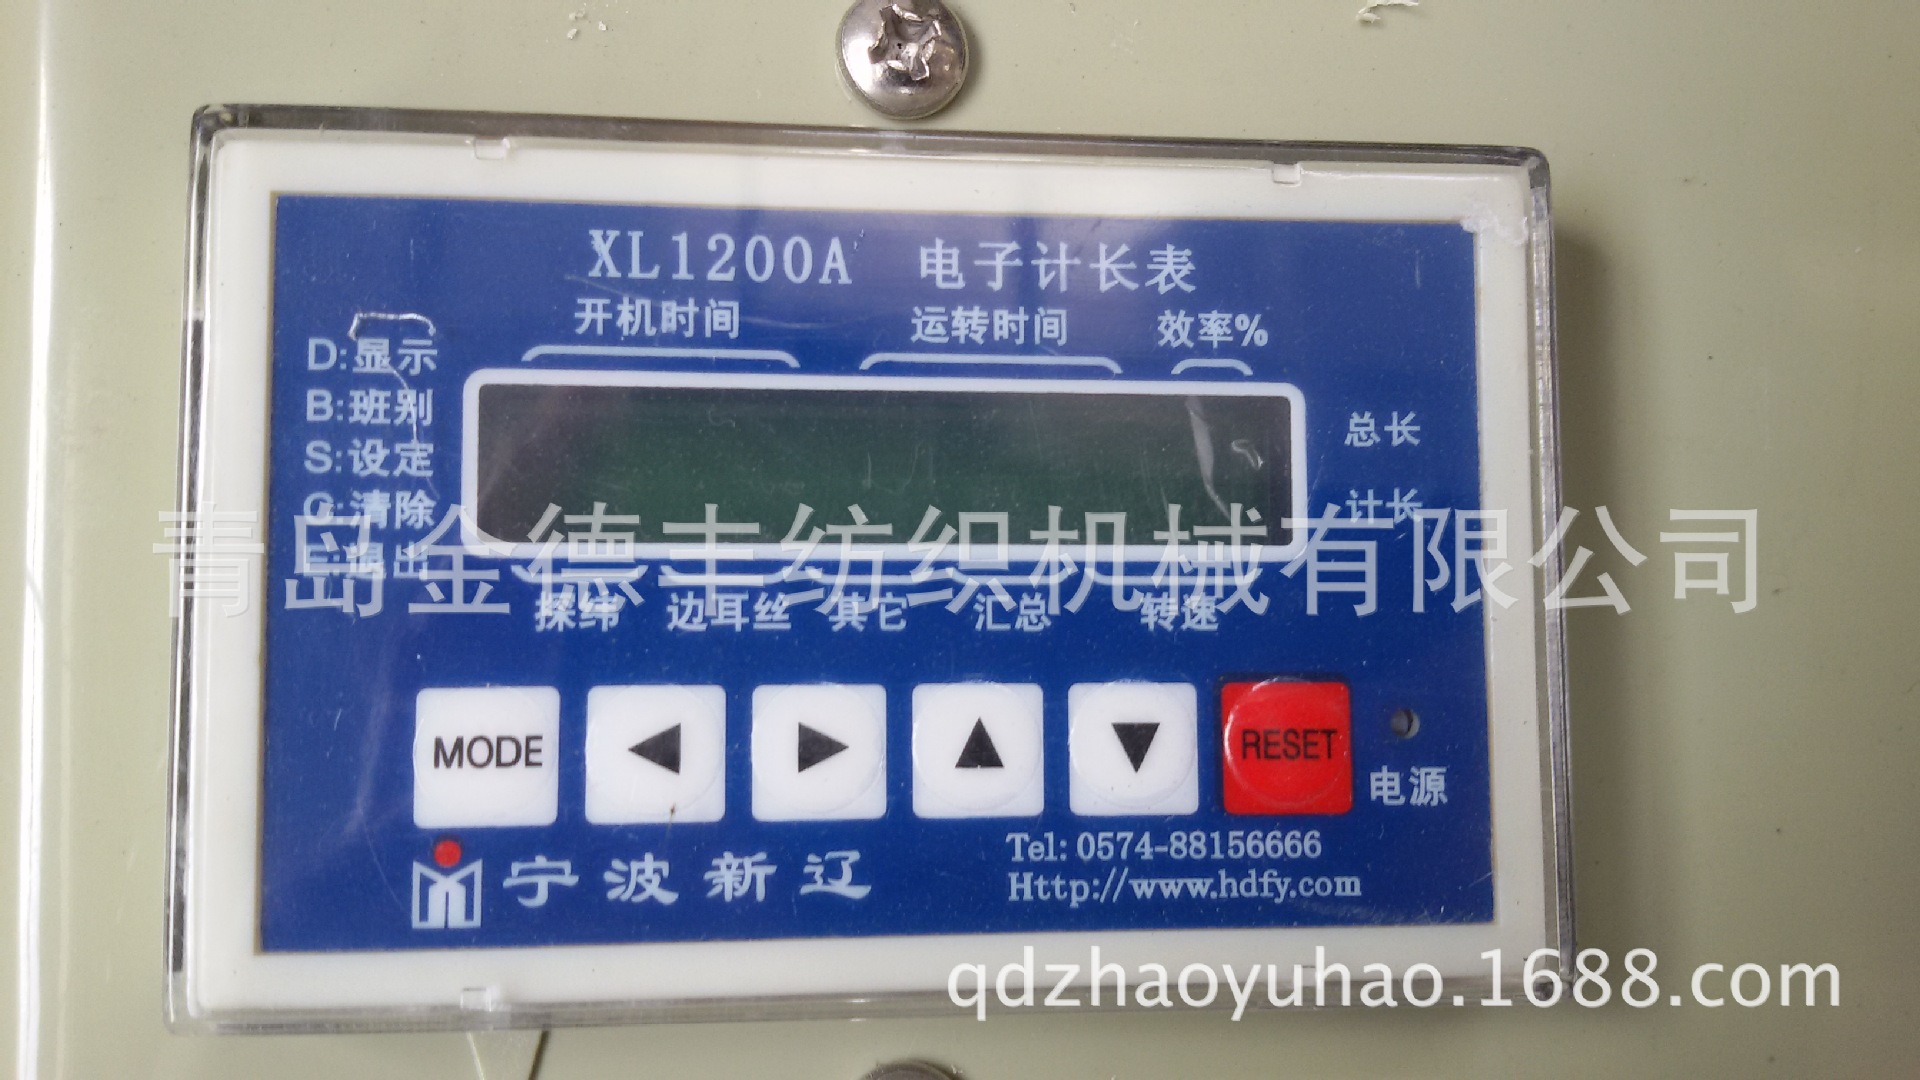 XL1200A 电子计长表
开机时间 运转时间 效率%
D:显示
B:班别
S:设定
C:清除
E:退出
总长
计长
青岛金德丰纺织机械有限公司
探纬 边耳丝 其它 汇总 转速
MODE ◀ ▶ ▲ ▼ RESET
电源
宁波新辽
Tel: 0574-88156666
Http://www.hdfy.com
qdzhaoyuhao.1688.com